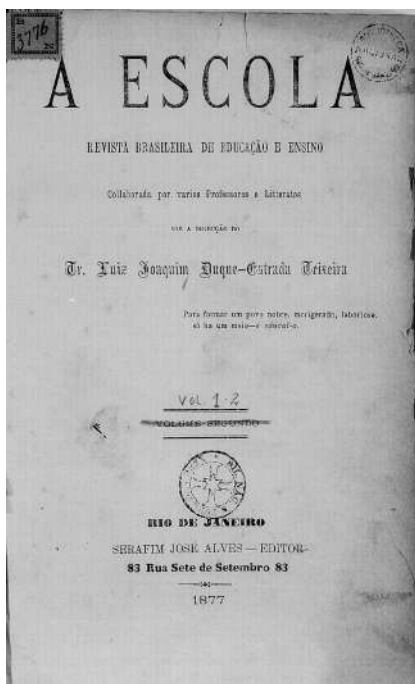 3776
A ESCOLA
REVISTA BRASILEIRA DE EDUCAÇÃO E ENSINO
Collaborada por varios Professores e Litteratos
SOB A DIRECÇÃO DO
Dr. Luiz Joaquim Duque-Estrada Teixeira
Para formar um povo nobre, morigerado, laborioso,
só ha um meio—é educal-o.
Vol. 1-2
VOLUME SEGUNDO
RIO DE JANEIRO
SERAFIM JOSÉ ALVES — EDITOR
83 Rua Sete de Setembro 83
1877